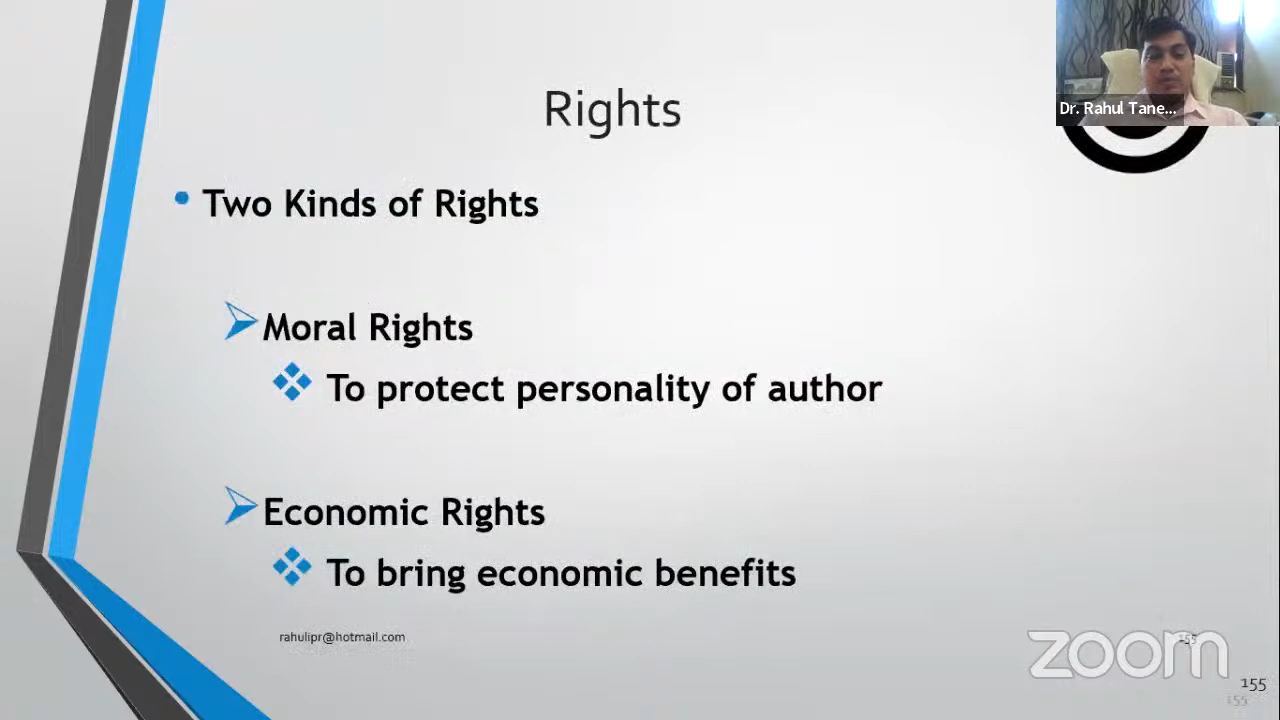 Dr. Rahul Tane...
Rights
Two Kinds of Rights
Moral Rights
To protect personality of author
Economic Rights
To bring economic benefits
rahulipr@hotmail.com
155
zoom
155
155